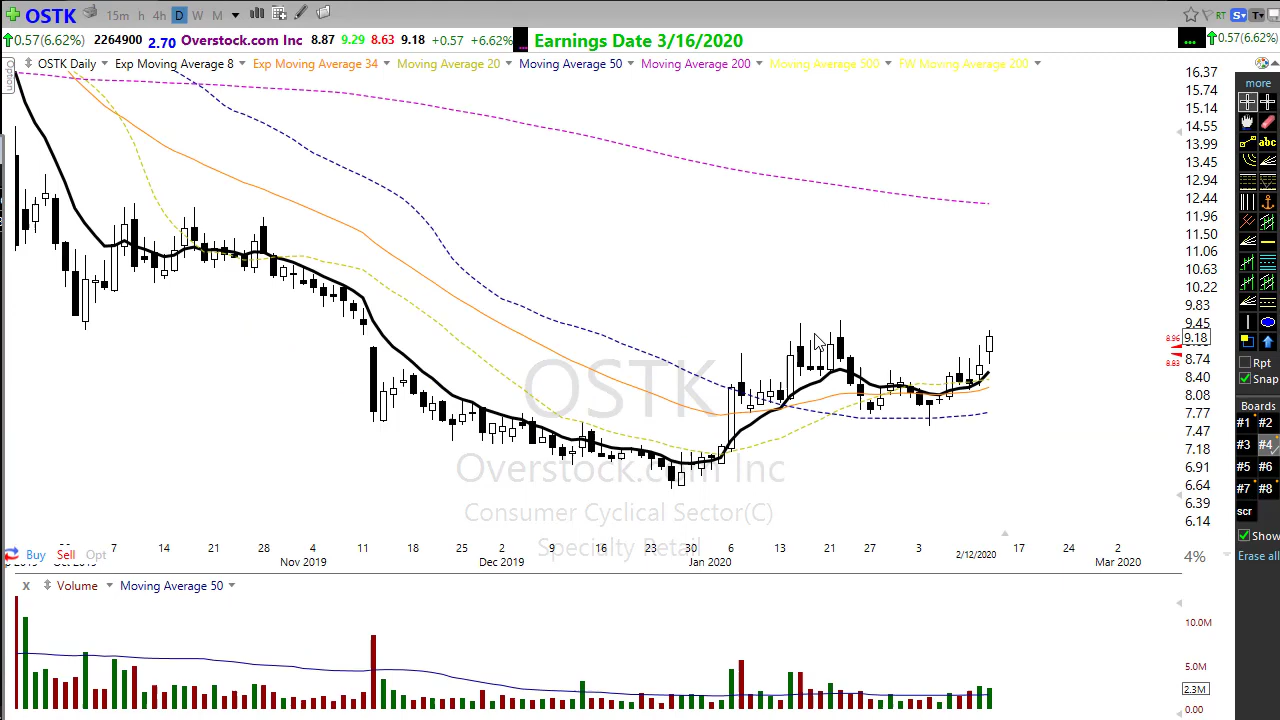 OSTK 15m h 4h D W M RT S T
0.57(6.62%) 2264900 2.70 Overstock.com Inc 8.87 9.29 8.63 9.18 +0.57 +6.62% ... Earnings Date 3/16/2020 ... 0.57(6.62%)
Option
OSTK Daily Exp Moving Average 8 Exp Moving Average 34 Moving Average 20 Moving Average 50 Moving Average 200 Moving Average 500 FW Moving Average 200
16.37
15.74
15.14
14.55
13.99
13.45
12.94
12.44
11.96
11.50
11.06
10.63
10.22
9.83
9.45
8.96 9.18
8.83 8.74
8.40
8.08
7.77
7.47
7.18
6.91
6.64
6.39
6.14
OSTK
Overstock.com Inc
Consumer Cyclical Sector(C)
Specialty Retail
more
abc
Rpt
Snap
Boards
#1 #2
#3 #4
#5 #6
#7 #8
scr
Show
Erase all
Buy Sell Opt
7 14 21 28 4 11 18 25 2 9 16 23 30 6 13 21 27 3 2/12/2020 17 24 2
Oct 2019 Nov 2019 Dec 2019 Jan 2020 Mar 2020
4%
X Volume Moving Average 50
10.0M
5.0M
2.3M
0.00